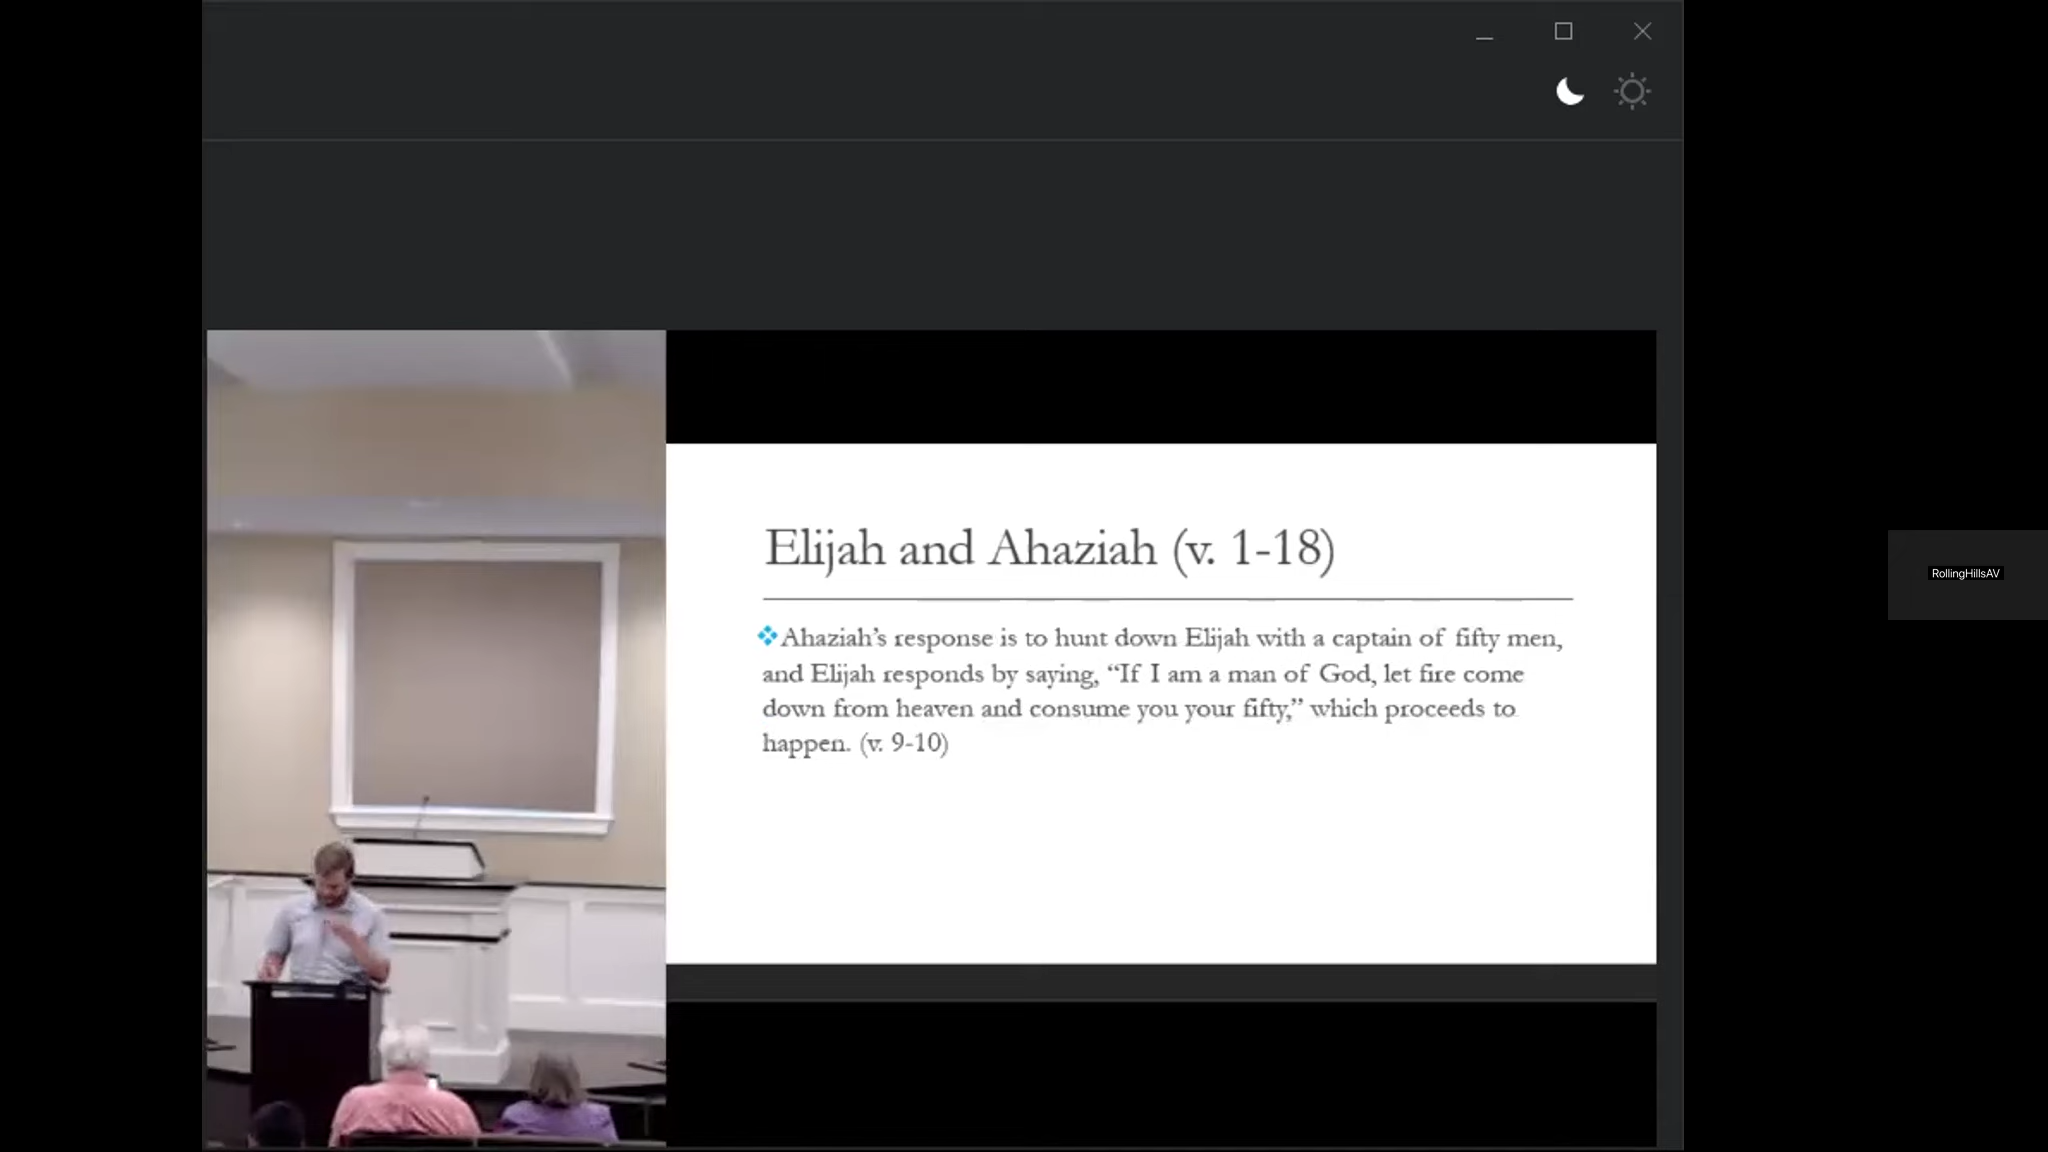 Elijah and Ahaziah (v. 1-18)
❖Ahaziah’s response is to hunt down Elijah with a captain of fifty men,
and Elijah responds by saying, “If I am a man of God, let fire come
down from heaven and consume you your fifty,” which proceeds to
happen. (v. 9-10)
RollingHillsAV